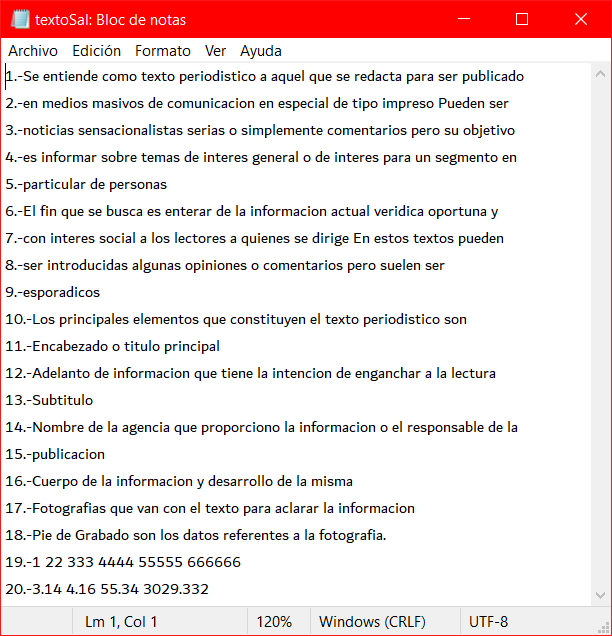 textoSal: Bloc de notas
Archivo Edición Formato Ver Ayuda
1.-Se entiende como texto periodistico a aquel que se redacta para ser publicado
2.-en medios masivos de comunicacion en especial de tipo impreso Pueden ser
3.-noticias sensacionalistas serias o simplemente comentarios pero su objetivo
4.-es informar sobre temas de interes general o de interes para un segmento en
5.-particular de personas
6.-El fin que se busca es enterar de la informacion actual veridica oportuna y
7.-con interes social a los lectores a quienes se dirige En estos textos pueden
8.-ser introducidas algunas opiniones o comentarios pero suelen ser
9.-esporadicos
10.-Los principales elementos que constituyen el texto periodistico son
11.-Encabezado o titulo principal
12.-Adelanto de informacion que tiene la intencion de enganchar a la lectura
13.-Subtitulo
14.-Nombre de la agencia que proporciono la informacion o el responsable de la
15.-publicacion
16.-Cuerpo de la informacion y desarrollo de la misma
17.-Fotografias que van con el texto para aclarar la informacion
18.-Pie de Grabado son los datos referentes a la fotografia.
19.-1 22 333 4444 55555 666666
20.-3.14 4.16 55.34 3029.332
Lm 1, Col 1 120% Windows (CRLF) UTF-8